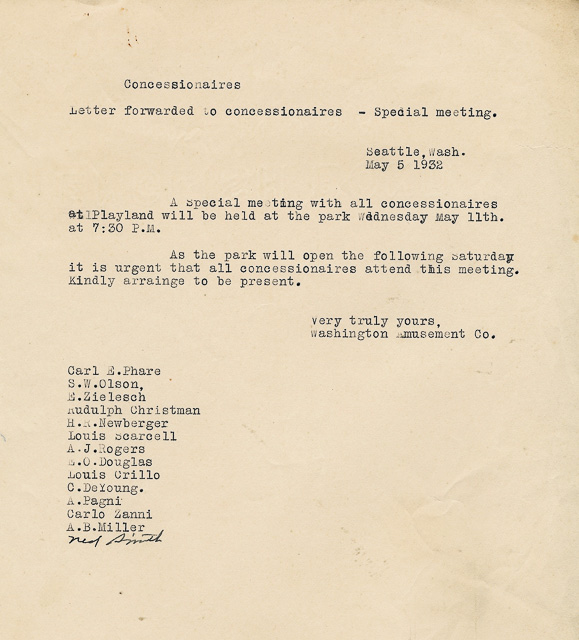 Concessionaires
Letter forwarded to concessionaires - Special meeting.
Seattle, Wash.
May 5 1932
A Special meeting with all concessionaires
at Playland will be held at the park Wednesday May 11th.
at 7:30 P.M.
As the park will open the following Saturday
it is urgent that all concessionaires attend this meeting.
Kindly arrainge to be present.
Very truly yours,
Washington Amusement Co.
Carl E.Phare
S.W.Olson,
E.Zielesch
Rudulph Christman
H.R.Newberger
Louis Scarcell
A.J.Rogers
E.O.Douglas
Louis Crillo
C.DeYoung.
A.Pagni
Carlo Zanni
A.B.Miller
Ned Smith